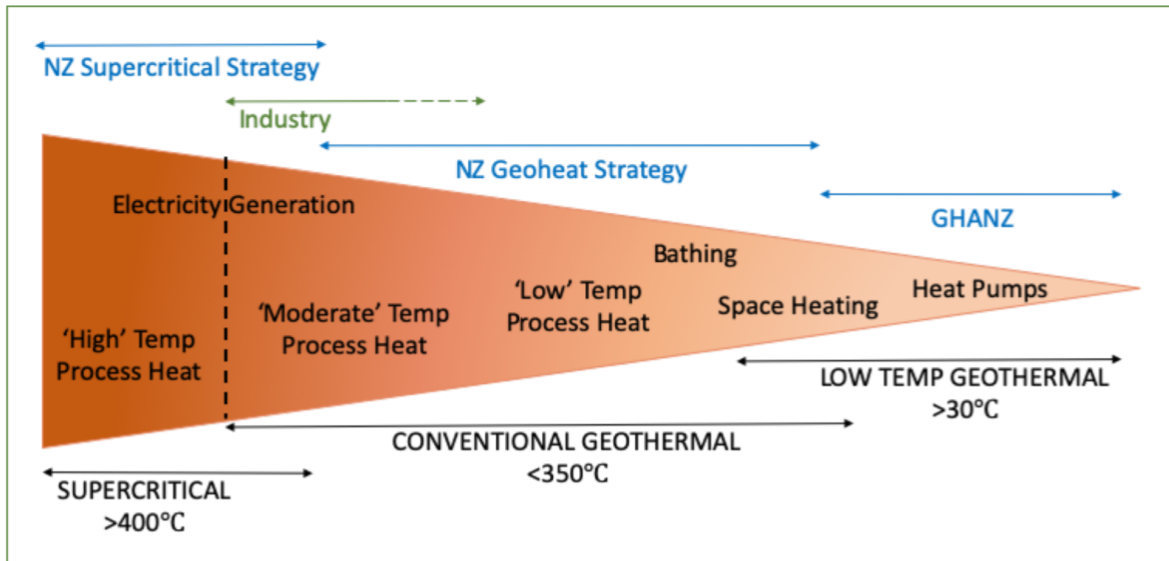 NZ Supercritical Strategy
Industry
NZ Geoheat Strategy
GHANZ
Electricity Generation
Bathing
'High' Temp
Process Heat
'Moderate' Temp
Process Heat
'Low' Temp
Process Heat
Space Heating
Heat Pumps
LOW TEMP GEOTHERMAL
>30℃
CONVENTIONAL GEOTHERMAL
<350℃
SUPERCRITICAL
>400℃